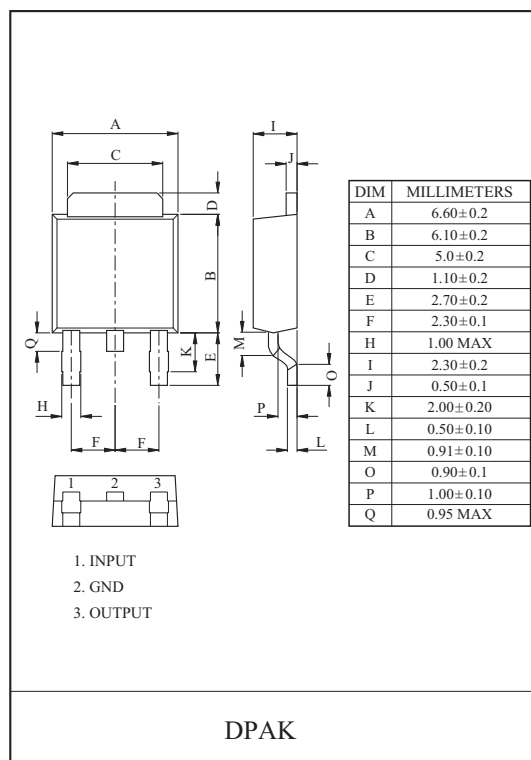 A
C
D
B
Q
K
E
H
F F
I
J
M
O
P
L
1 2 3
1. INPUT
2. GND
3. OUTPUT
DIM MILLIMETERS
A 6.60±0.2
B 6.10±0.2
C 5.0±0.2
D 1.10±0.2
E 2.70±0.2
F 2.30±0.1
H 1.00 MAX
I 2.30±0.2
J 0.50±0.1
K 2.00±0.20
L 0.50±0.10
M 0.91±0.10
O 0.90±0.1
P 1.00±0.10
Q 0.95 MAX
DPAK